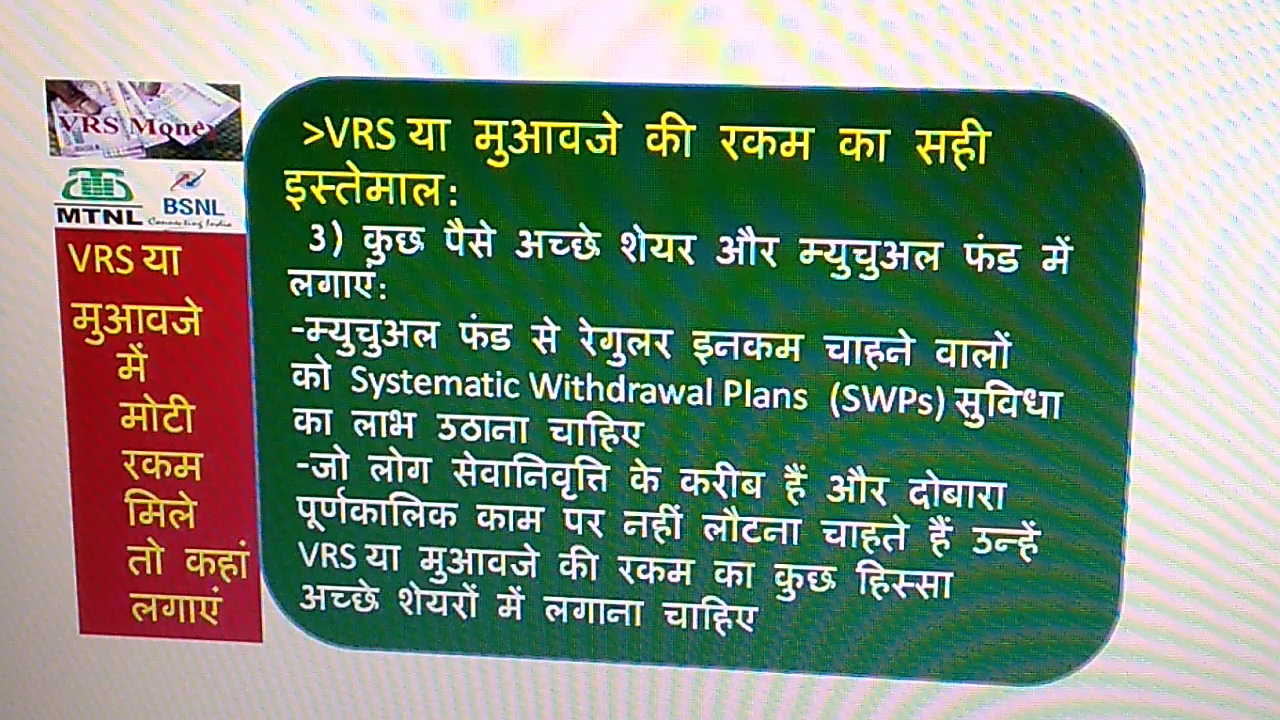 VRS Money
MTNL
BSNL
Connecting India
VRS या
मुआवजे
में
मोटी
रकम
मिले
तो कहां
लगाएं
>VRS या मुआवजे की रकम का सही
इस्तेमाल:
3) कुछ पैसे अच्छे शेयर और म्युचुअल फंड में
लगाएं:
-म्युचुअल फंड से रेगुलर इनकम चाहने वालों
को Systematic Withdrawal Plans (SWPs) सुविधा
का लाभ उठाना चाहिए
-जो लोग सेवानिवृत्ति के करीब हैं और दोबारा
पूर्णकालिक काम पर नहीं लौटना चाहते हैं उन्हें
VRS या मुआवजे की रकम का कुछ हिस्सा
अच्छे शेयरों में लगाना चाहिए